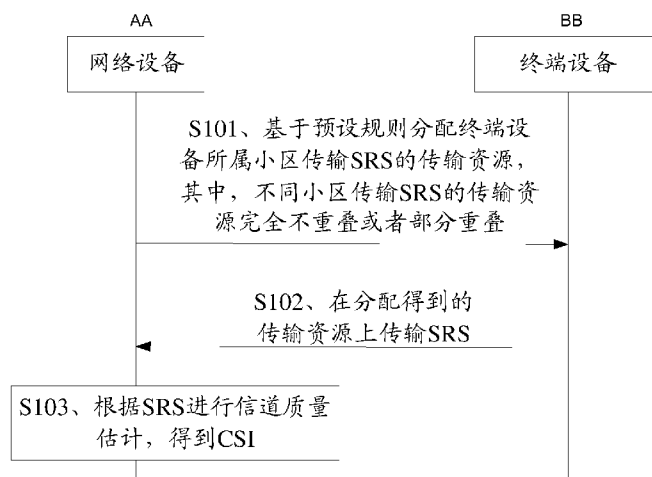 AA
BB
网络设备
终端设备
S101、基于预设规则分配终端设
备所属小区传输SRS的传输资源,
其中，不同小区传输SRS的传输资
源完全不重叠或者部分重叠
S102、在分配得到的
传输资源上传输SRS
S103、根据SRS进行信道质量
估计，得到CSI